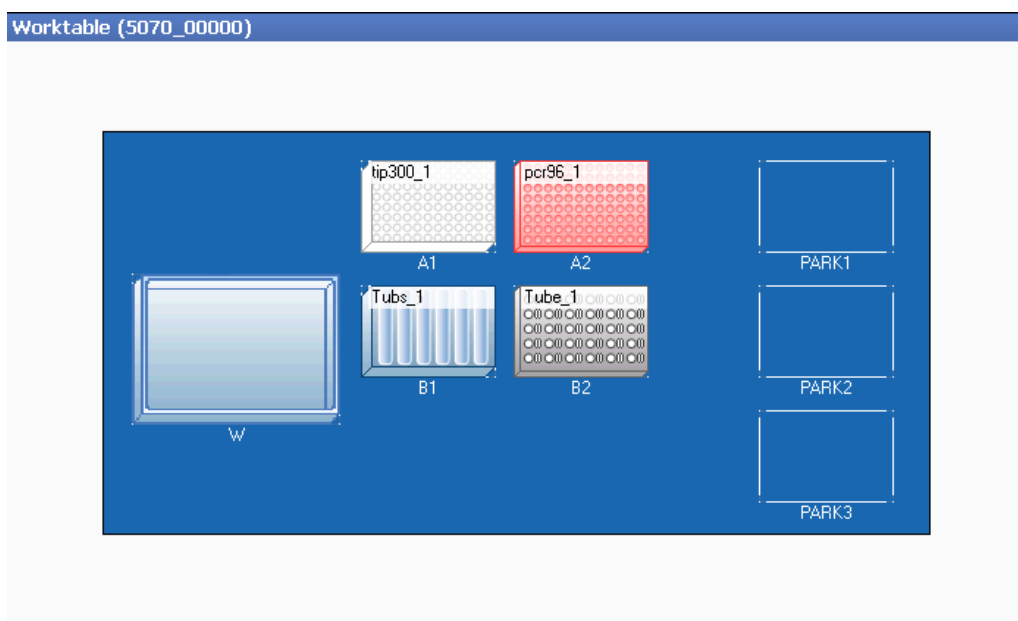 Worktable (5070_00000)
tip300_1
pcr96_1
A1
A2
PARK1
Tubs_1
Tube_1
B1
B2
PARK2
W
PARK3